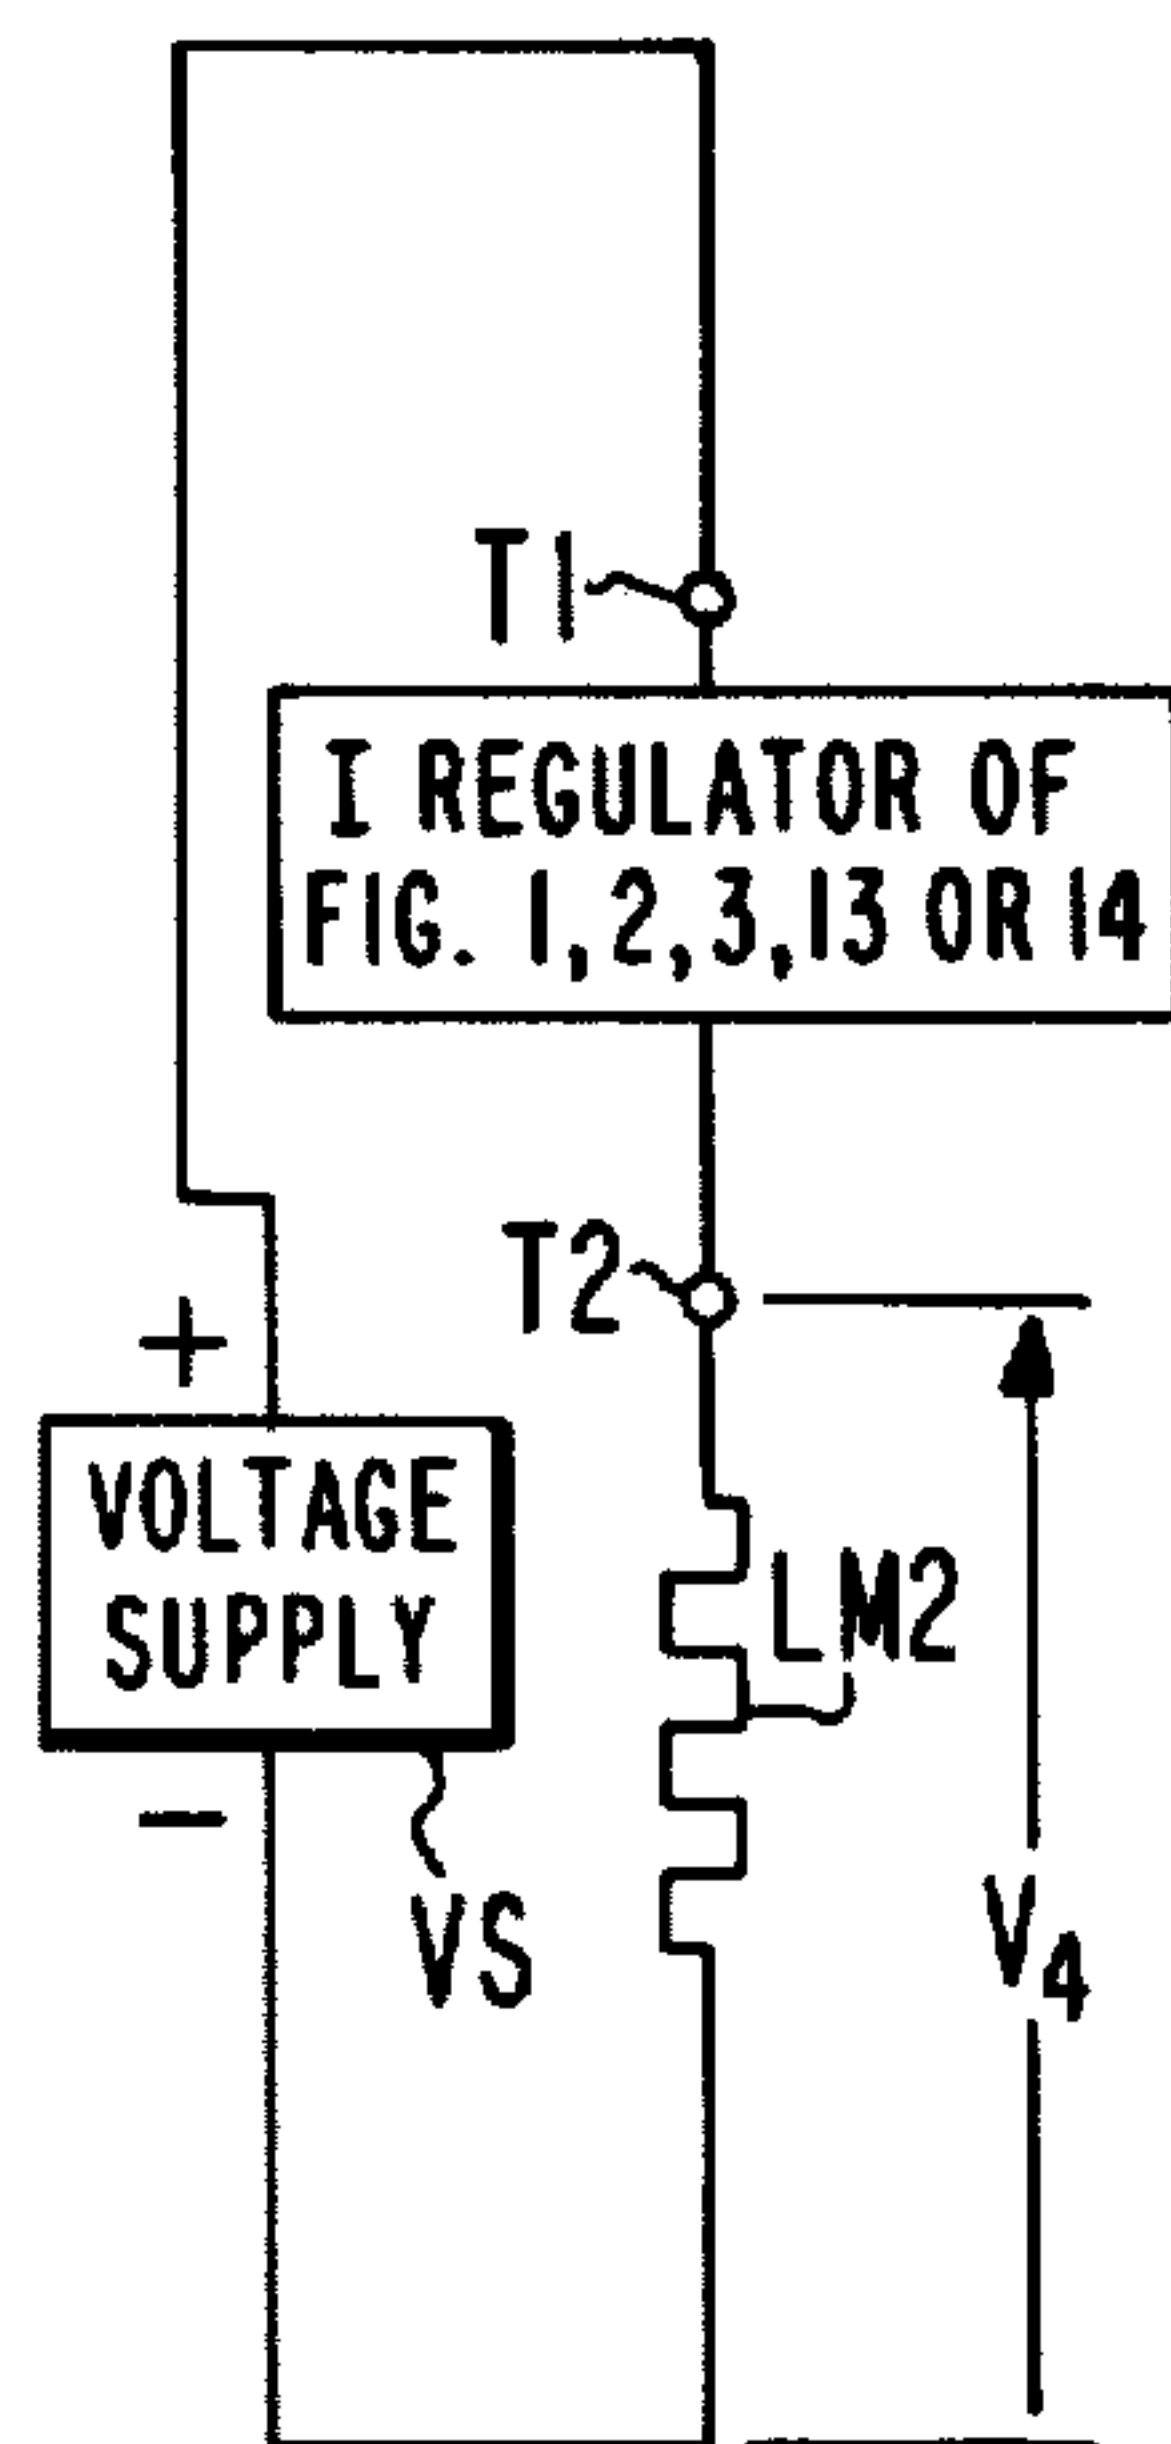 T1
I REGULATOR OF
FIG. 1,2,3,13 OR 14
T2
+
VOLTAGE
SUPPLY
LM2
−
VS
V4